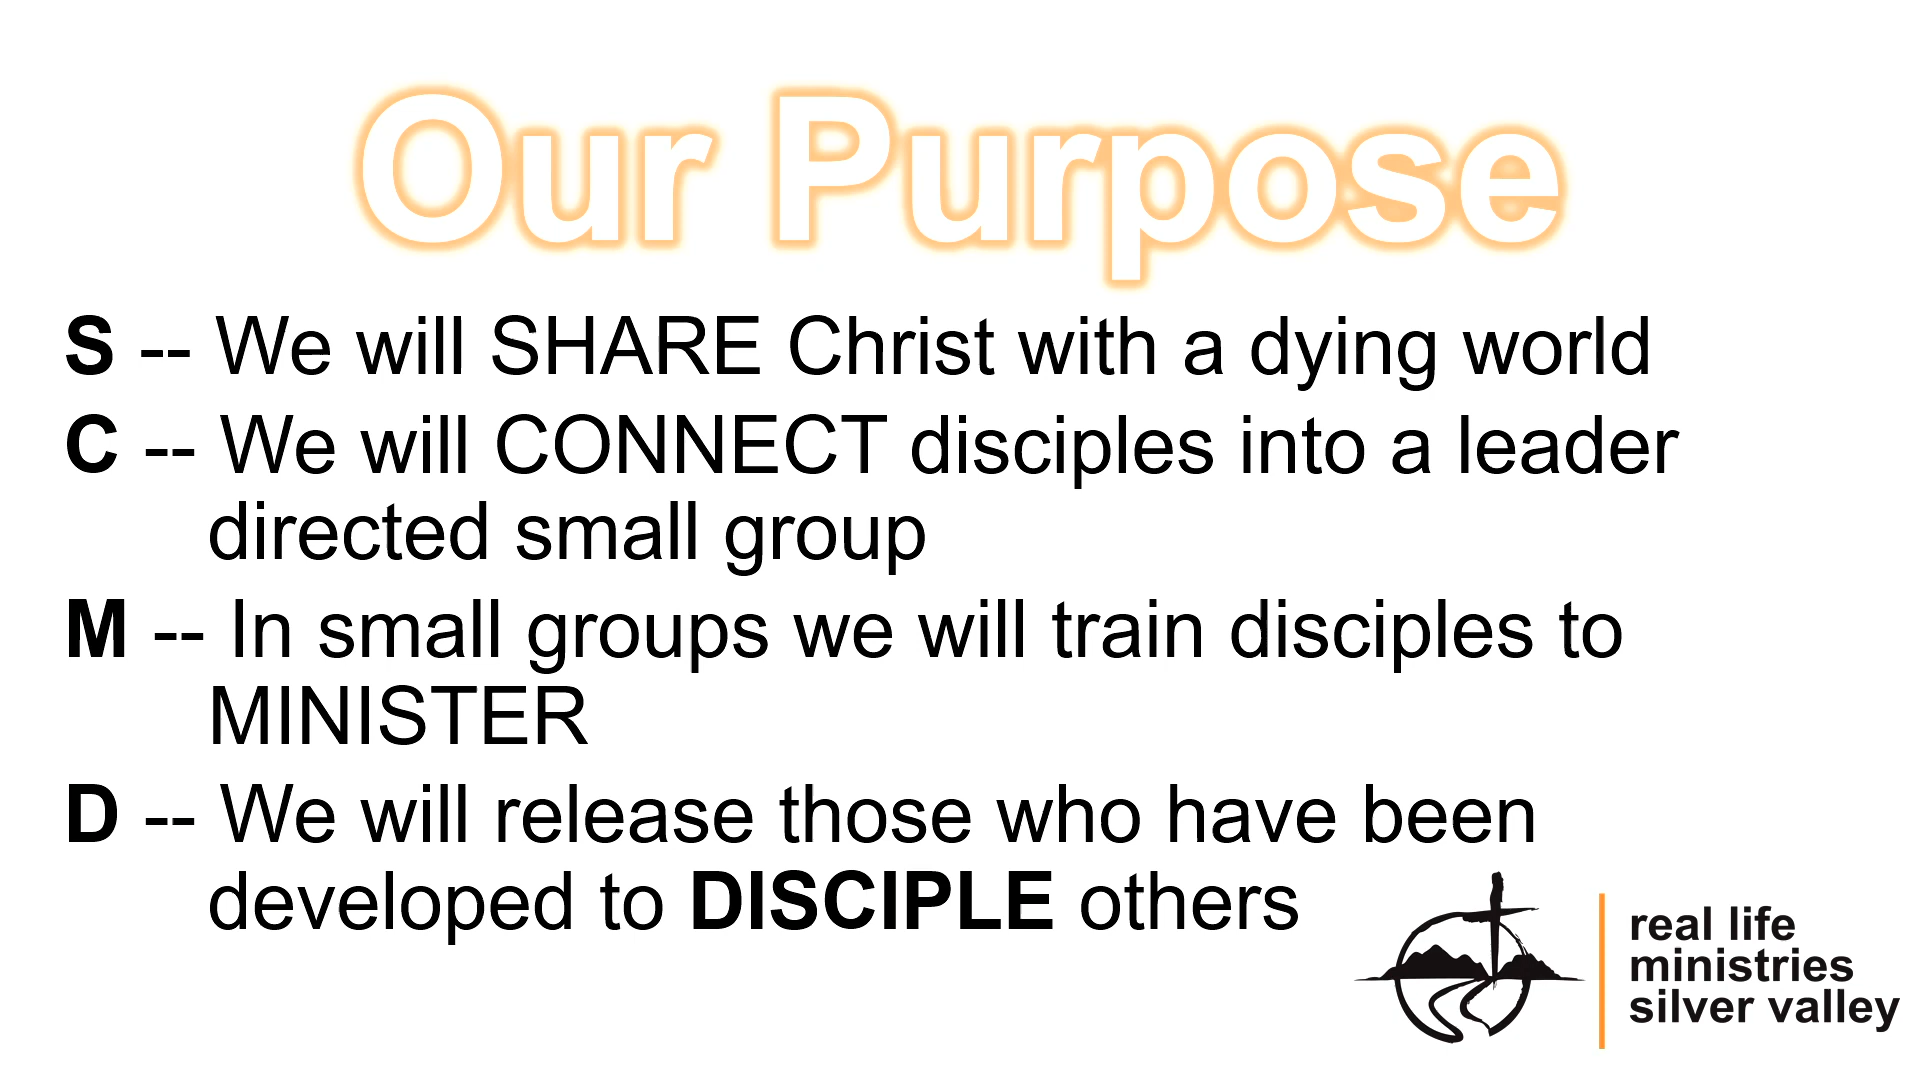 Our Purpose
S -- We will SHARE Christ with a dying world
C -- We will CONNECT disciples into a leader
directed small group
M -- In small groups we will train disciples to
MINISTER
D -- We will release those who have been
developed to DISCIPLE others
real life
ministries
silver valley